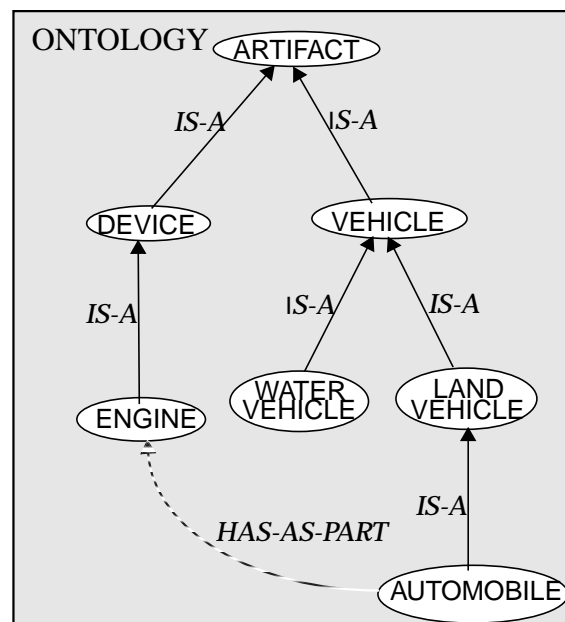 ONTOLOGY
ARTIFACT
IS-A
IS-A
DEVICE
VEHICLE
IS-A
IS-A
IS-A
ENGINE
WATER
VEHICLE
LAND
VEHICLE
HAS-AS-PART
IS-A
AUTOMOBILE